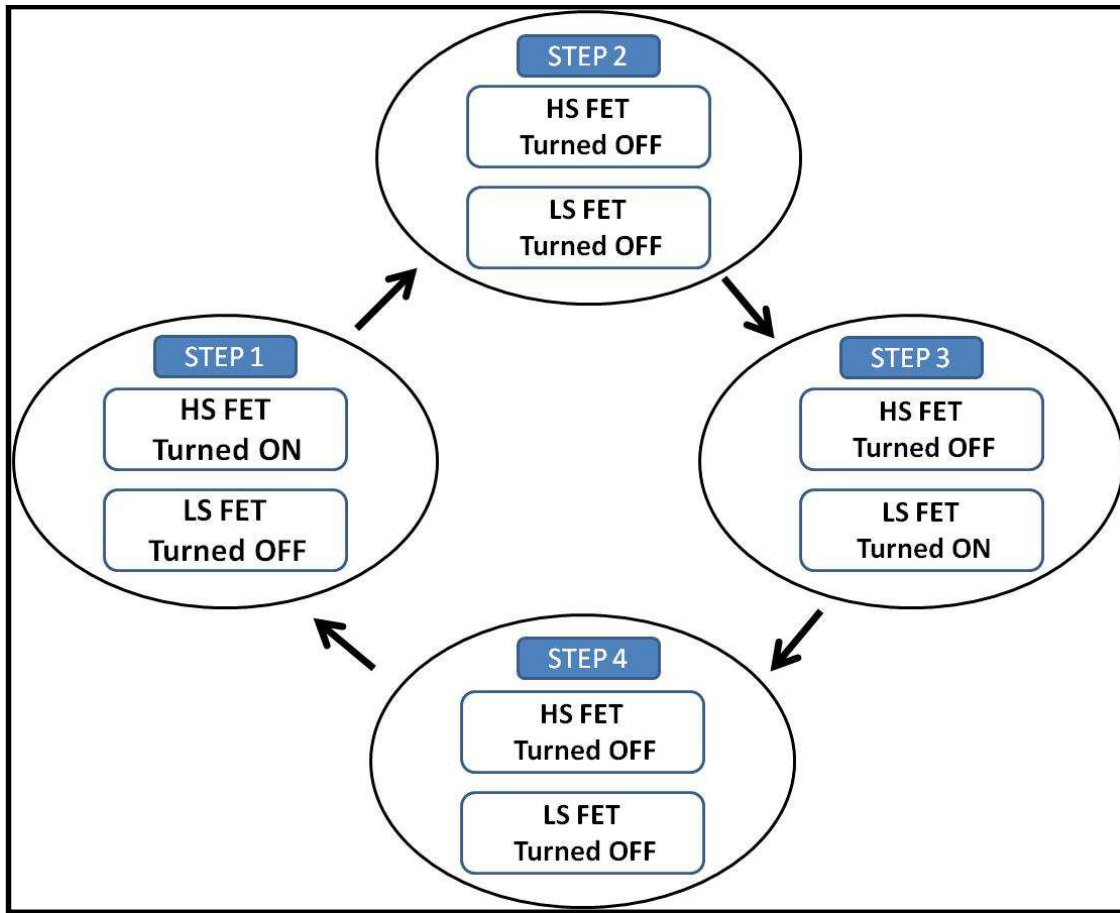 STEP 1
HS FET
Turned ON
LS FET
Turned OFF
STEP 2
HS FET
Turned OFF
LS FET
Turned OFF
STEP 3
HS FET
Turned OFF
LS FET
Turned ON
STEP 4
HS FET
Turned OFF
LS FET
Turned OFF